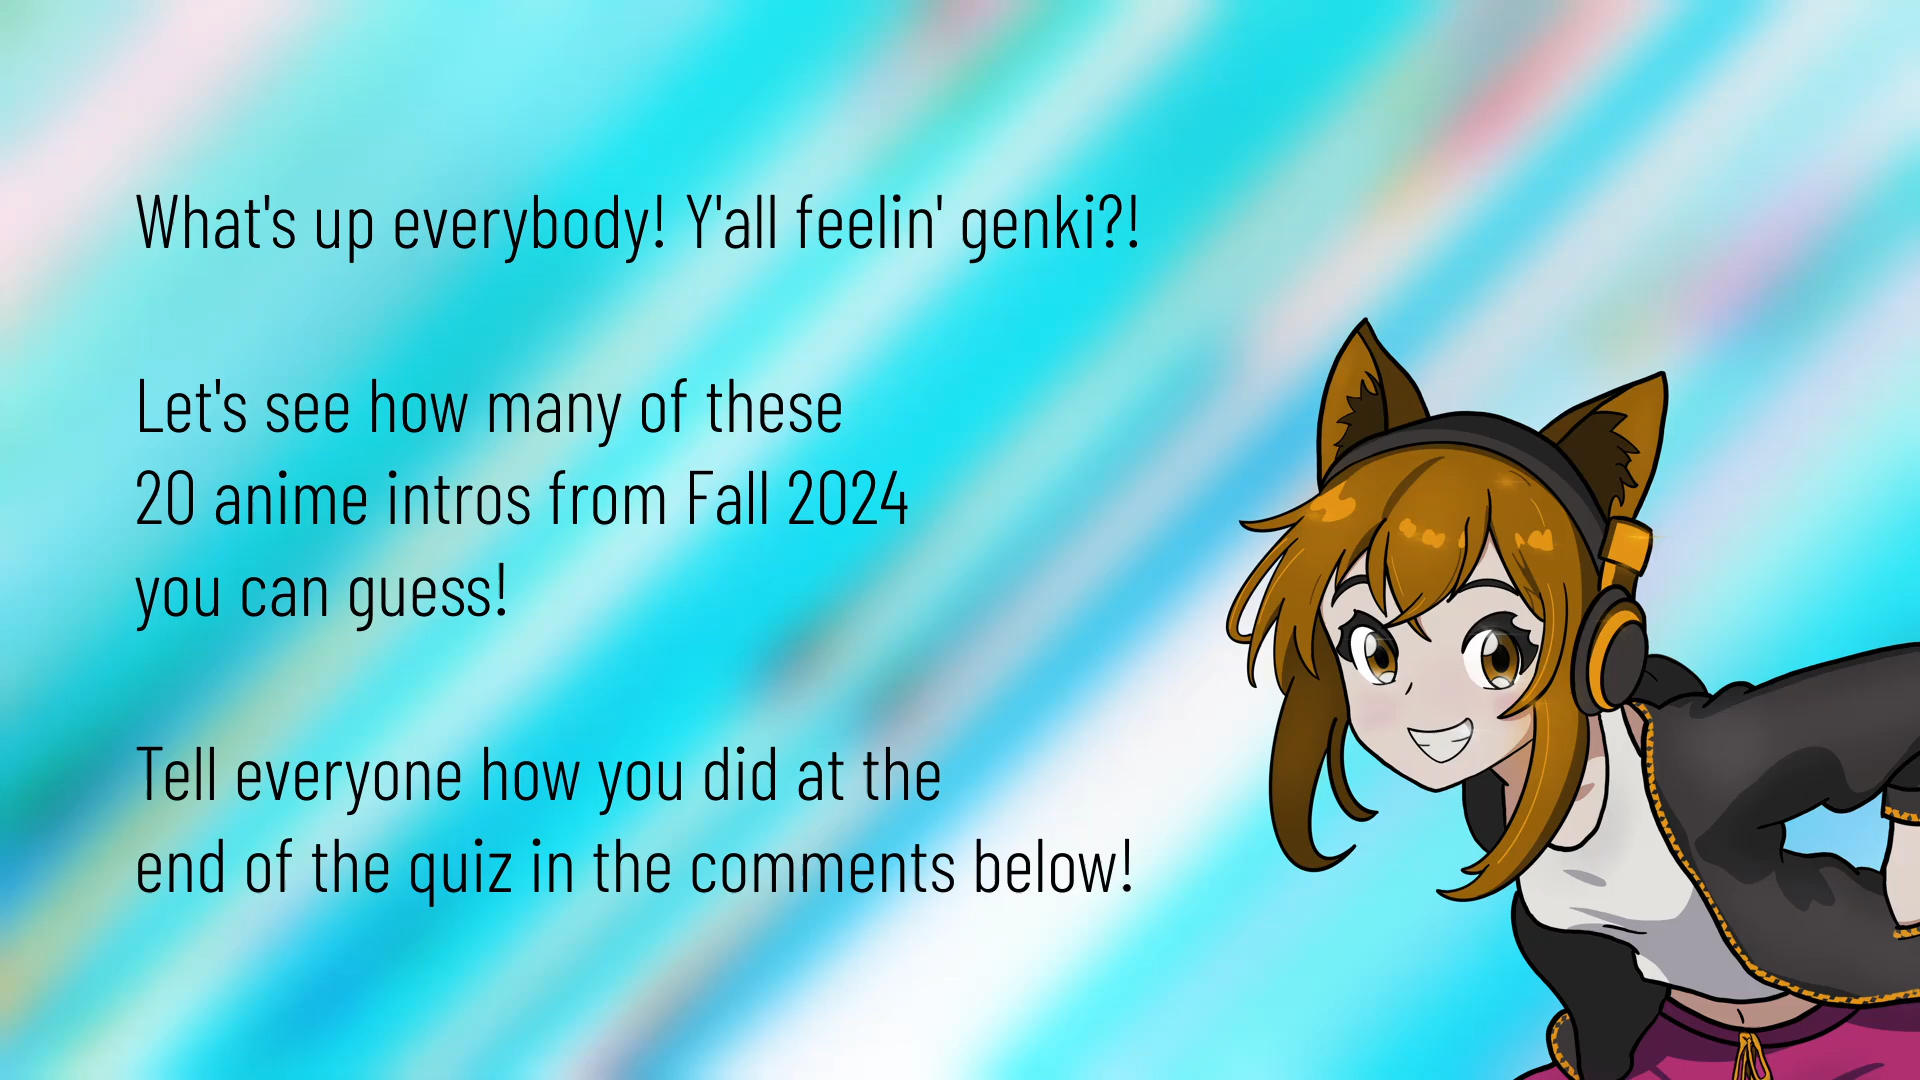 What's up everybody! Y'all feelin' genki?!
Let's see how many of these
20 anime intros from Fall 2024
you can guess!
Tell everyone how you did at the
end of the quiz in the comments below!